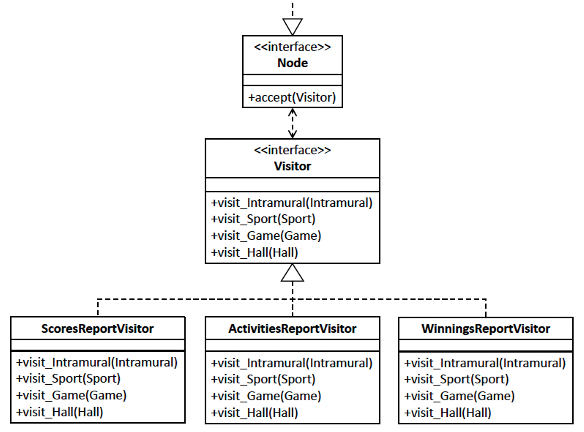 <<interface>>
Node
+accept(Visitor)
<<interface>>
Visitor
+visit_Intramural(Intramural)
+visit_Sport(Sport)
+visit_Game(Game)
+visit_Hall(Hall)
ScoresReportVisitor
+visit_Intramural(Intramural)
+visit_Sport(Sport)
+visit_Game(Game)
+visit_Hall(Hall)
ActivitiesReportVisitor
+visit_Intramural(Intramural)
+visit_Sport(Sport)
+visit_Game(Game)
+visit_Hall(Hall)
WinningsReportVisitor
+visit_Intramural(Intramural)
+visit_Sport(Sport)
+visit_Game(Game)
+visit_Hall(Hall)